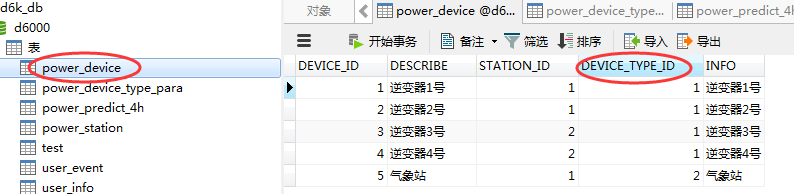 d6k_db
d6000
表
power_device
power_device_type_para
power_predict_4h
power_station
test
user_event
user_info
对象
power_device @d6...
power_device_type...
power_predict_4h
开始事务
备注
筛选
排序
导入
导出
DEVICE_ID DESCRIBE STATION_ID DEVICE_TYPE_ID INFO
1 逆变器1号 1 1 逆变器1号
2 逆变器2号 1 1 逆变器2号
3 逆变器3号 2 1 逆变器3号
4 逆变器4号 2 1 逆变器4号
5 气象站 1 2 气象站